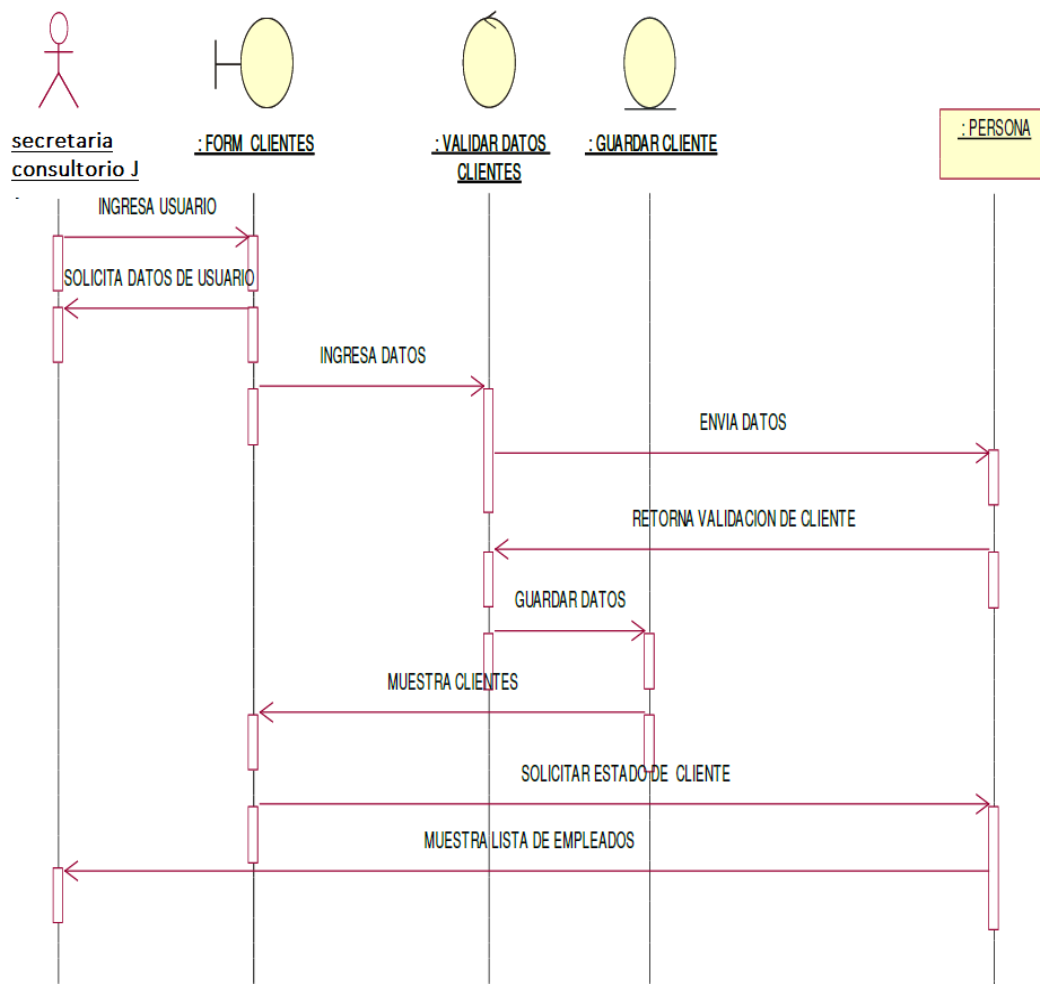 secretaria
consultorio J
: FORM CLIENTES
: VALIDAR DATOS
CLIENTES
: GUARDAR CLIENTE
: PERSONA
INGRESA USUARIO
SOLICITA DATOS DE USUARIO
INGRESA DATOS
ENVIA DATOS
RETORNA VALIDACION DE CLIENTE
GUARDAR DATOS
MUESTRA CLIENTES
SOLICITAR ESTADO DE CLIENTE
MUESTRA LISTA DE EMPLEADOS